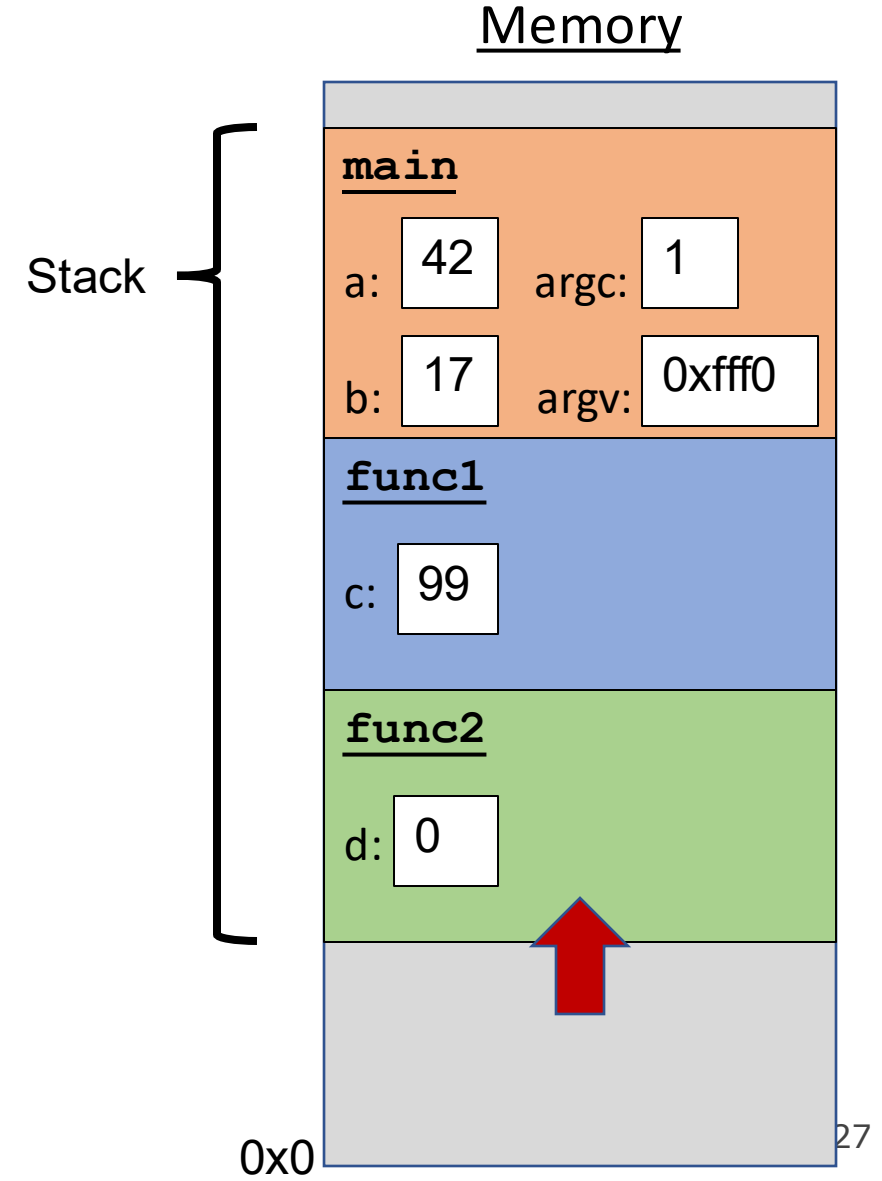 Memory
main
Stack
a: 42 argc: 1
b: 17 argv: 0xfff0
func1
c: 99
func2
d: 0
27
0x0